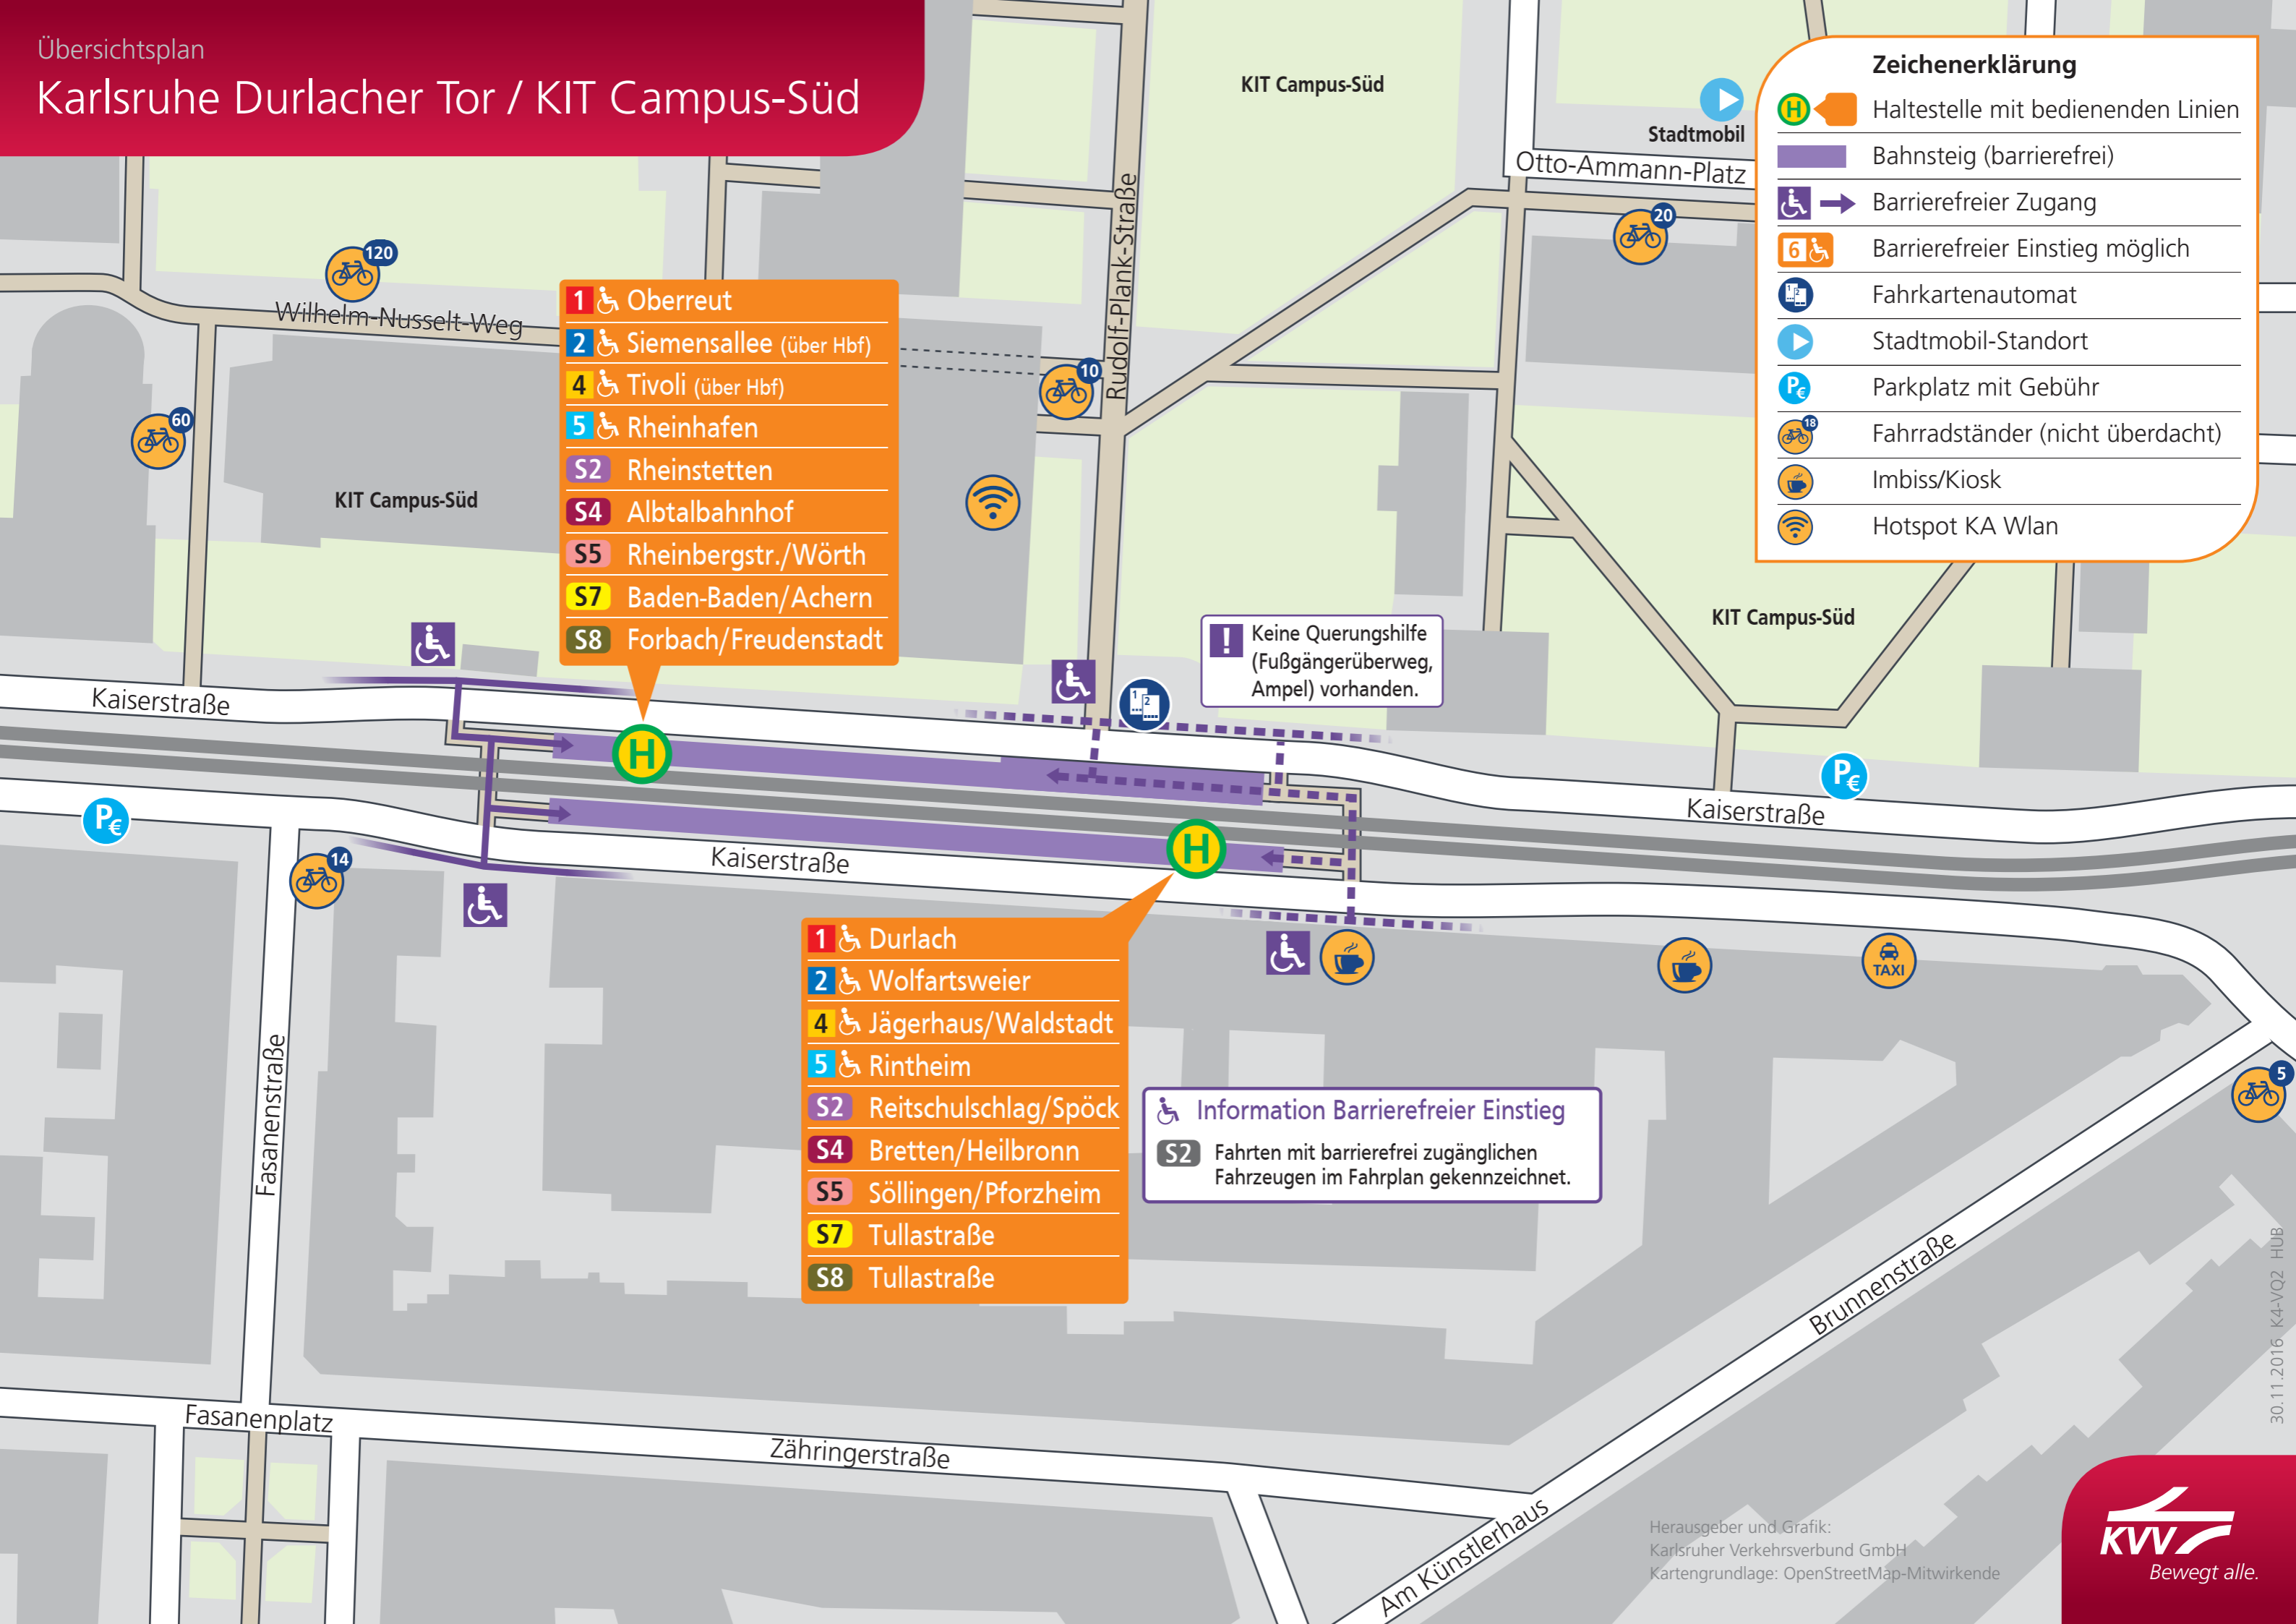 Übersichtsplan
Karlsruhe Durlacher Tor / KIT Campus-Süd
KIT Campus-Süd
Stadtmobil
Otto-Ammann-Platz
20
Zeichenerklärung
H Haltestelle mit bedienenden Linien
Bahnsteig (barrierefrei)
Barrierefreier Zugang
6 Barrierefreier Einstieg möglich
1 2 Fahrkartenautomat
Stadtmobil-Standort
P€ Parkplatz mit Gebühr
18 Fahrradständer (nicht überdacht)
Imbiss/Kiosk
Hotspot KA Wlan
120
Wilhelm-Nusselt-Weg
60
KIT Campus-Süd
Rudolf-Plank-Straße
10
1 Oberreut
2 Siemensallee (über Hbf)
4 Tivoli (über Hbf)
5 Rheinhafen
S2 Rheinstetten
S4 Albtalbahnhof
S5 Rheinbergstr./Wörth
S7 Baden-Baden/Achern
S8 Forbach/Freudenstadt
KIT Campus-Süd
! Keine Querungshilfe
(Fußgängerüberweg,
Ampel) vorhanden.
1 2
Kaiserstraße
H
P€
Kaiserstraße
P€
Kaiserstraße
H
14
TAXI
1 Durlach
2 Wolfartsweier
4 Jägerhaus/Waldstadt
5 Rintheim
S2 Reitschulschlag/Spöck
S4 Bretten/Heilbronn
S5 Söllingen/Pforzheim
S7 Tullastraße
S8 Tullastraße
Information Barrierefreier Einstieg
S2 Fahrten mit barrierefrei zugänglichen
Fahrzeugen im Fahrplan gekennzeichnet.
5
Fasanenstraße
Brunnenstraße
Fasanenplatz
Zähringerstraße
Am Künstlerhaus
30.11.2016 K4-VQ2 HUB
Herausgeber und Grafik:
Karlsruher Verkehrsverbund GmbH
Kartengrundlage: OpenStreetMap-Mitwirkende
KVV
Bewegt alle.